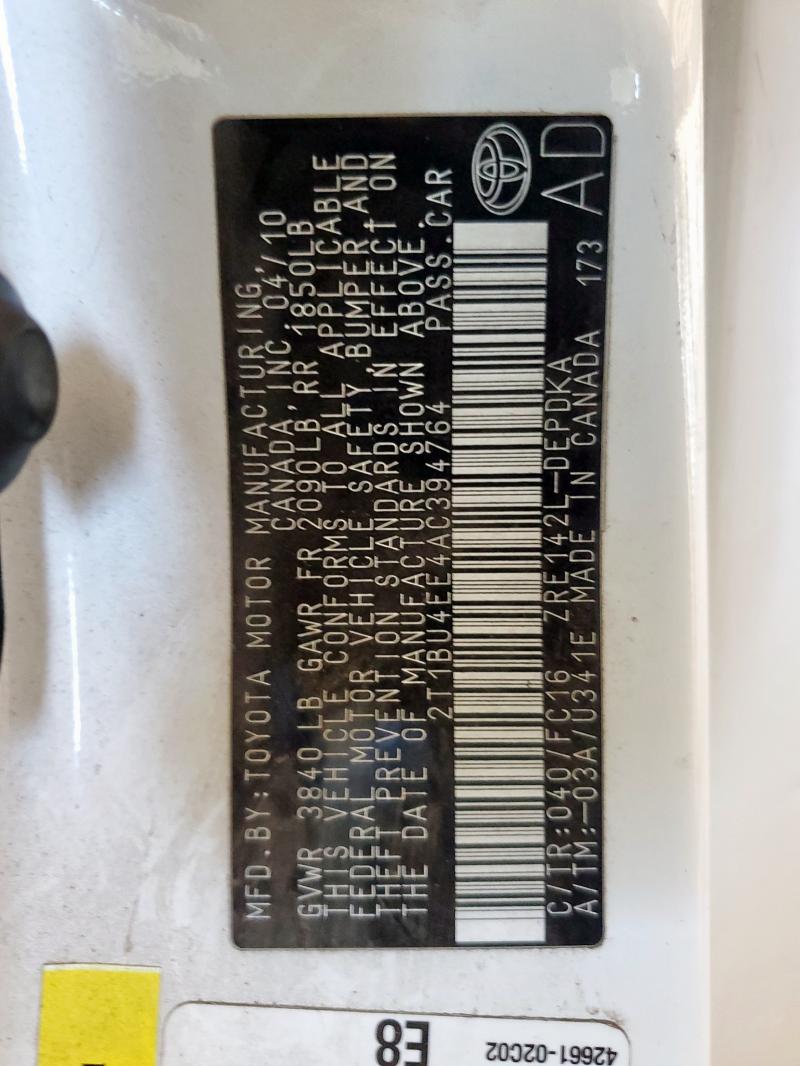 MFD.BY:TOYOTA MOTOR MANUFACTURING,
CANADA, INC 04/10
GVWR 3840 LB GAWR FR 2090LB, RR 1850LB
THIS VEHICLE CONFORMS TO ALL APPLICABLE
FEDERAL MOTOR VEHICLE SAFETY, BUMPER, AND
THEFT PREVENTION STANDARDS IN EFFECT ON
THE DATE OF MANUFACTURE SHOWN ABOVE.
2T1BU4EE4AC394764 PASS.CAR
C/TR:040/FC16 ZRE142L-DEPDKA
A/TM:-03A/U341E MADE IN CANADA 173
AD
E8
42661-02C02